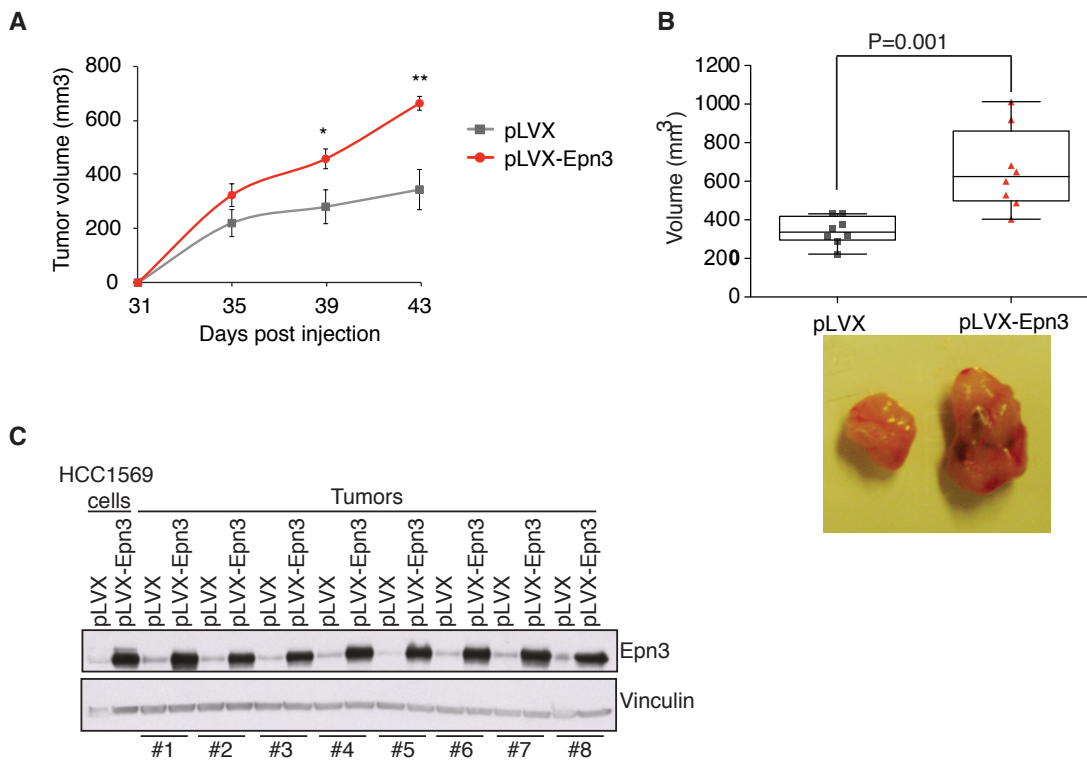 A
Tumor volume (mm3)
800
600
400
200
0
31 35 39 43
Days post injection
*
**
pLVX
pLVX-Epn3
B
P=0.001
Volume (mm3)
1200
1000
800
600
400
200
0
pLVX pLVX-Epn3
C
HCC1569
cells
Tumors
pLVX pLVX-Epn3 pLVX pLVX-Epn3 pLVX pLVX-Epn3 pLVX pLVX-Epn3 pLVX pLVX-Epn3 pLVX pLVX-Epn3 pLVX pLVX-Epn3 pLVX pLVX-Epn3 pLVX pLVX-Epn3
Epn3
Vinculin
#1 #2 #3 #4 #5 #6 #7 #8